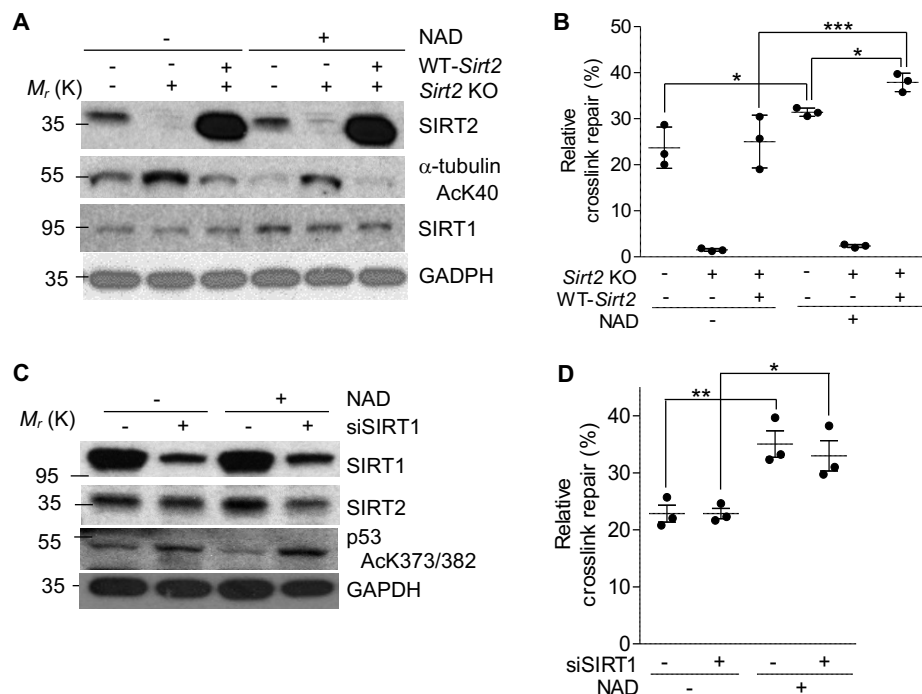 A
- + NAD
- - + - - + WT-Sirt2
- + + - + + Sirt2 KO
Mr (K)
35 SIRT2
55 α-tubulin
AcK40
95 SIRT1
35 GADPH
B
Relative
crosslink repair (%)
50
40
30
20
10
0
***
*
*
Sirt2 KO - + + - + +
WT-Sirt2 - - + - - +
NAD - +
C
- + NAD
- + - + siSIRT1
Mr (K)
95 SIRT1
35 SIRT2
55 p53
AcK373/382
35 GAPDH
D
Relative
crosslink repair (%)
40
30
20
10
0
*
**
siSIRT1 - + - +
NAD - +